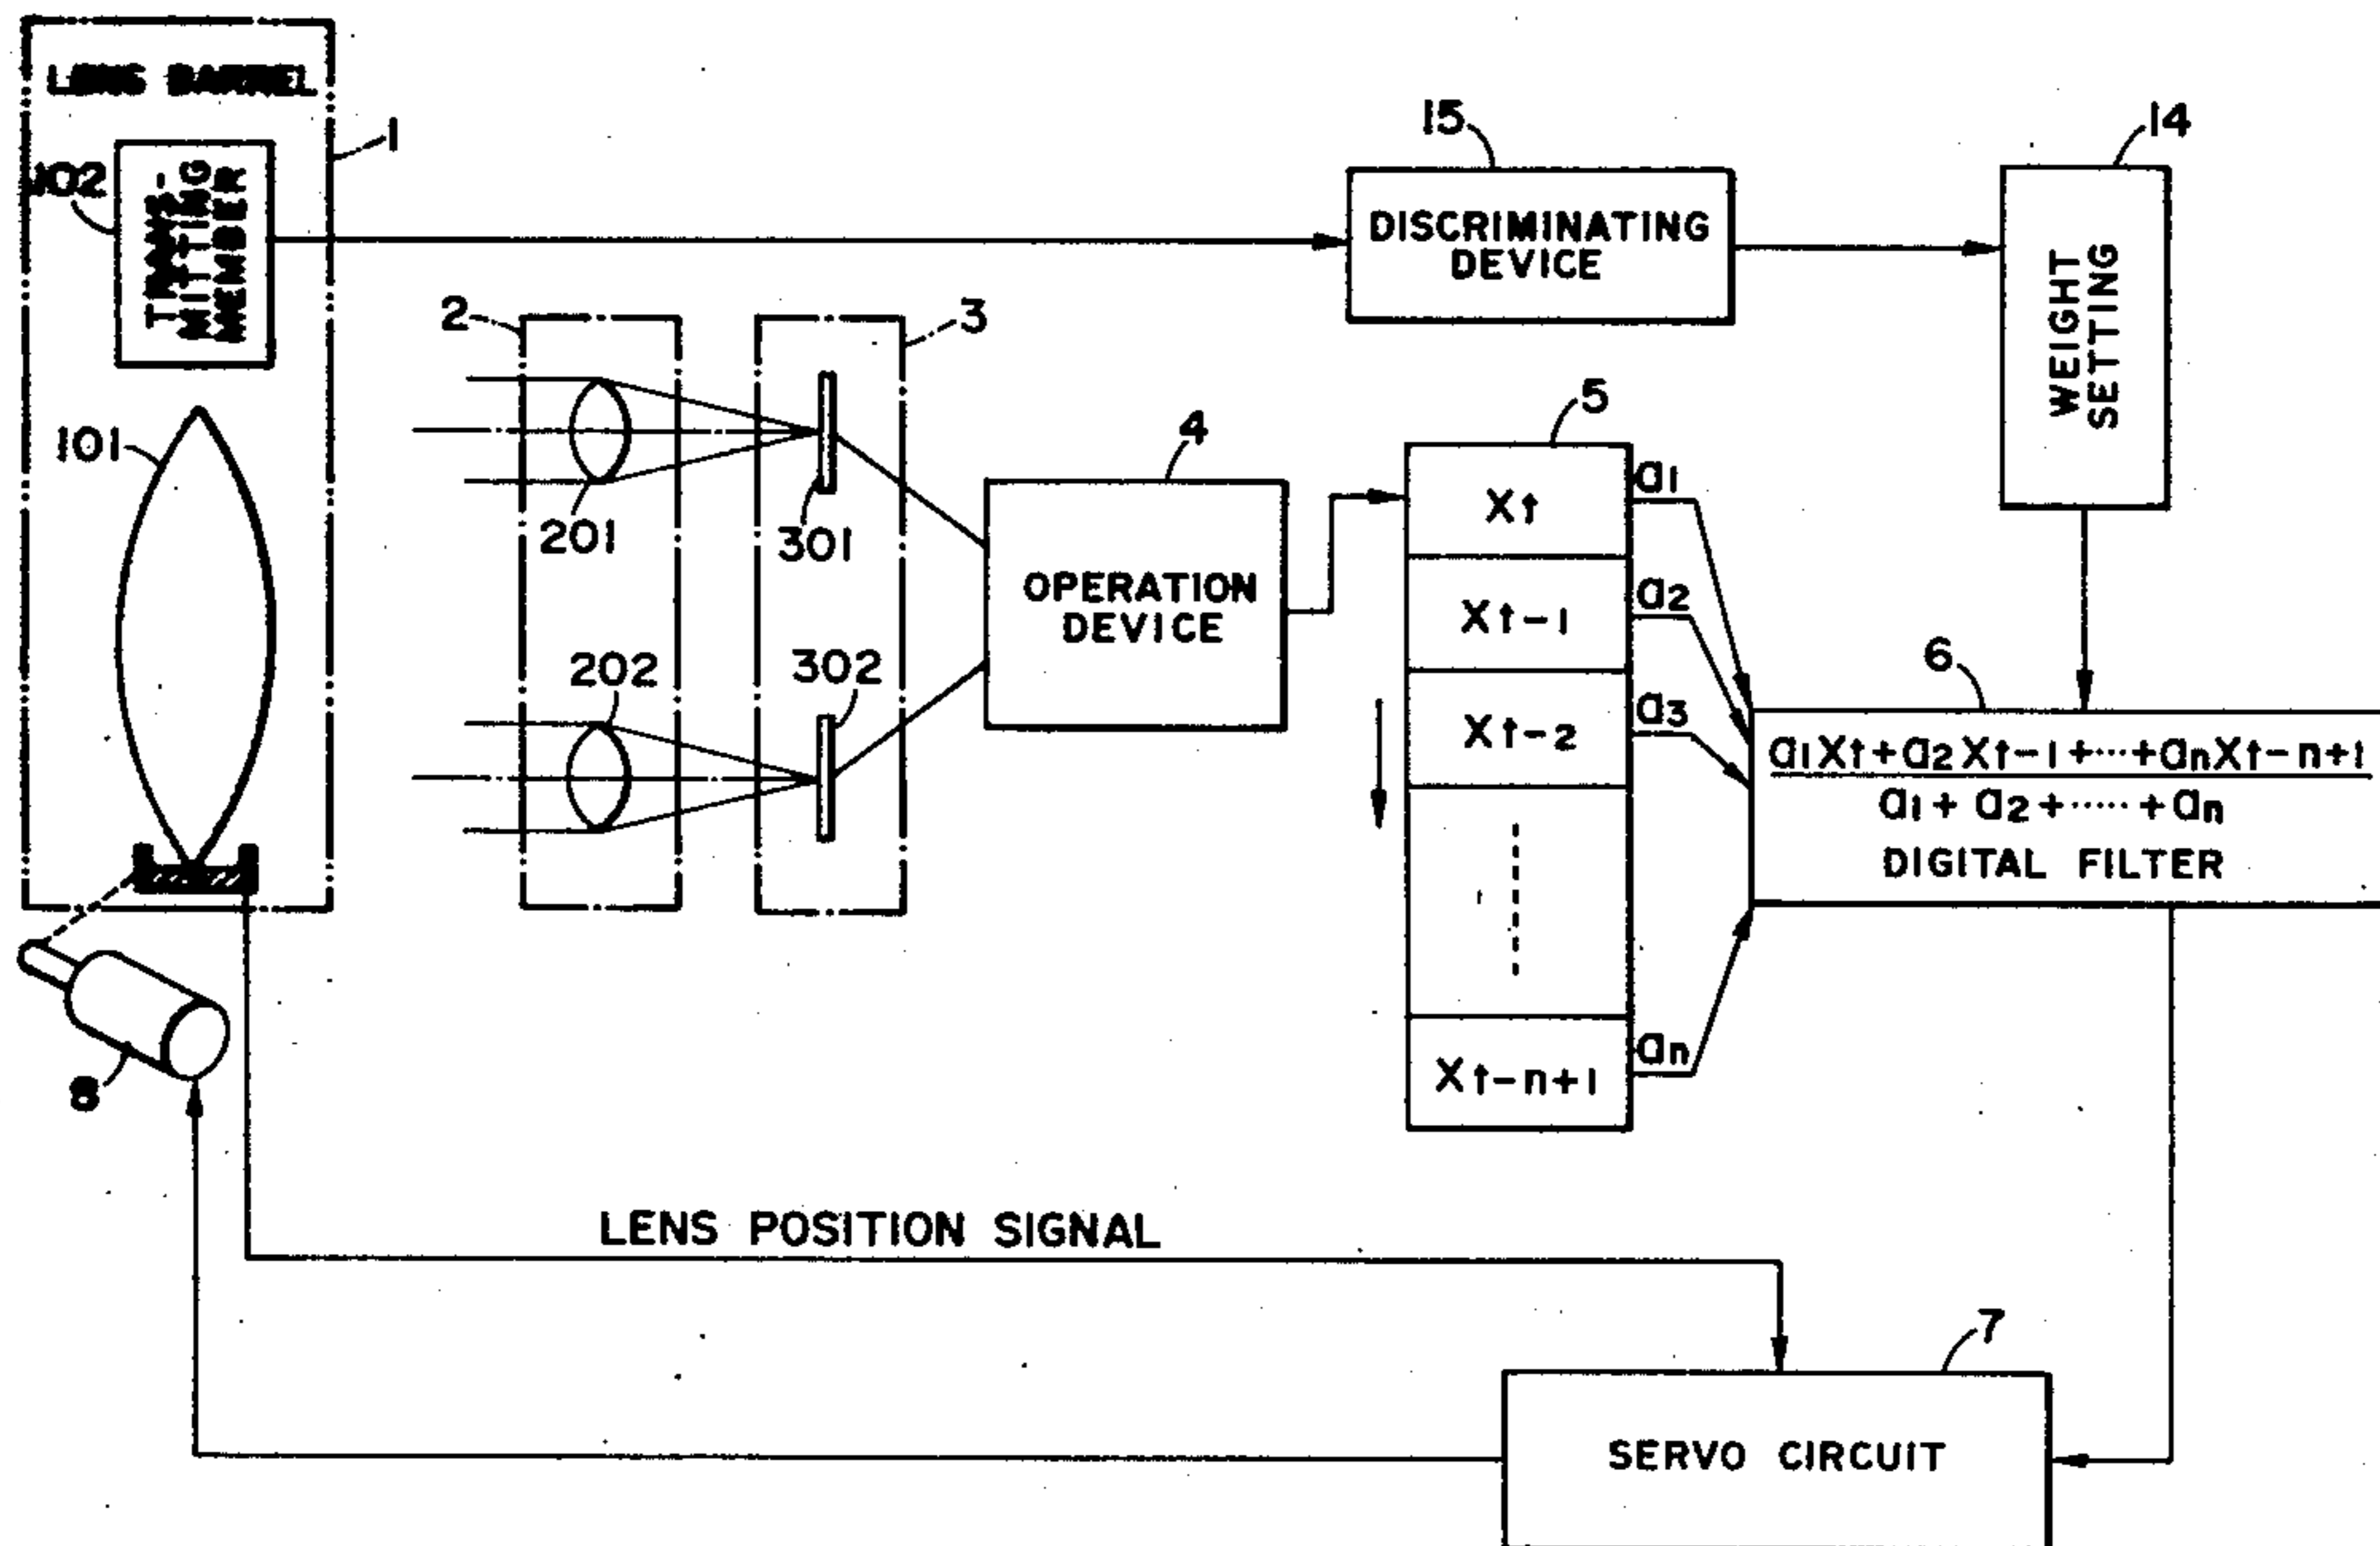 LENS BARREL
1
102
TRANS-
MITTING
MEMBER
101
8
2
201
202
3
301
302
4
OPERATION
DEVICE
15
DISCRIMINATING
DEVICE
14
WEIGHT
SETTING
5
Xt
Xt-1
Xt-2
Xt-n+1
a1
a2
a3
an
6
a1Xt+a2Xt-1+·····+anXt-n+1
a1+a2+·····+an
DIGITAL FILTER
LENS POSITION SIGNAL
7
SERVO CIRCUIT